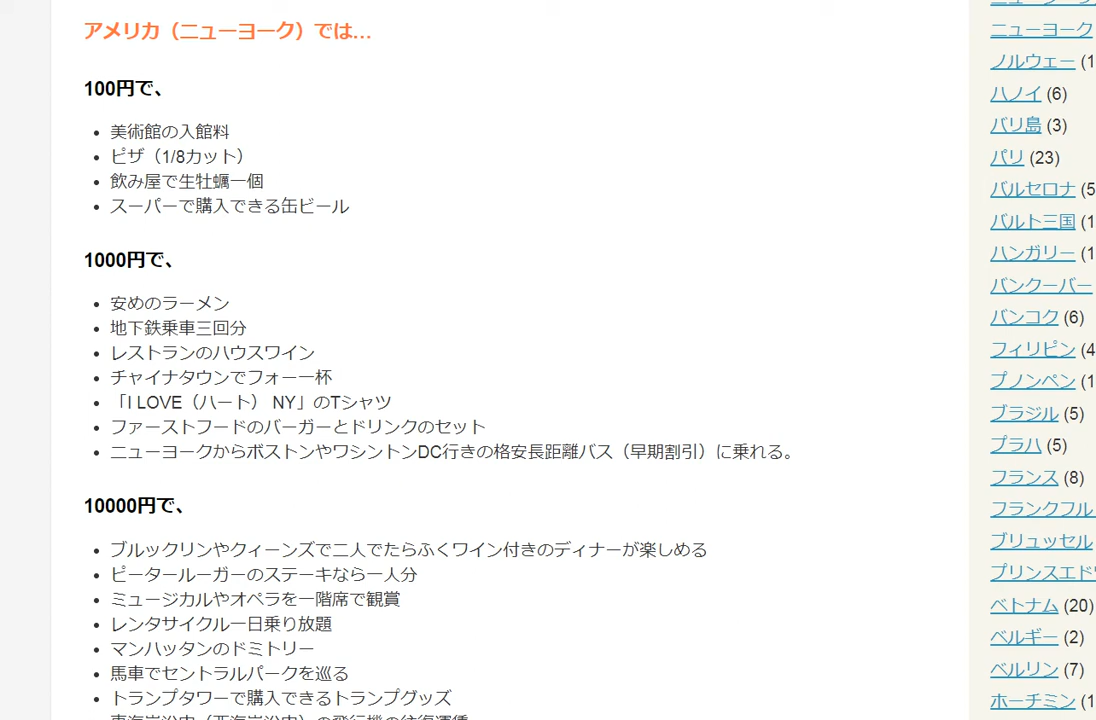 アメリカ（ニューヨーク）では…
100円で、
美術館の入館料
ピザ（1/8カット）
飲み屋で生牡蠣一個
スーパーで購入できる缶ビール
1000円で、
安めのラーメン
地下鉄乗車三回分
レストランのハウスワイン
チャイナタウンでフォー一杯
「I LOVE（ハート） NY」のTシャツ
ファーストフードのバーガーとドリンクのセット
ニューヨークからボストンやワシントンDC行きの格安長距離バス（早期割引）に乗れる。
10000円で、
ブルックリンやクィーンズで二人でたらふくワイン付きのディナーが楽しめる
ピータールーガーのステーキなら一人分
ミュージカルやオペラを一階席で観賞
レンタサイクル一日乗り放題
マンハッタンのドミトリー
馬車でセントラルパークを巡る
トランプタワーで購入できるトランプグッズ
ニューヨーク
ノルウェー (1
ハノイ (6)
バリ島 (3)
パリ (23)
バルセロナ (5
バルト三国 (1
ハンガリー (1
バンクーバー
バンコク (6)
フィリピン (4
プノンペン (1
ブラジル (5)
プラハ (5)
フランス (8)
フランクフル
ブリュッセル
プリンスエド
ベトナム (20)
ベルギー (2)
ベルリン (7)
ホーチミン (1